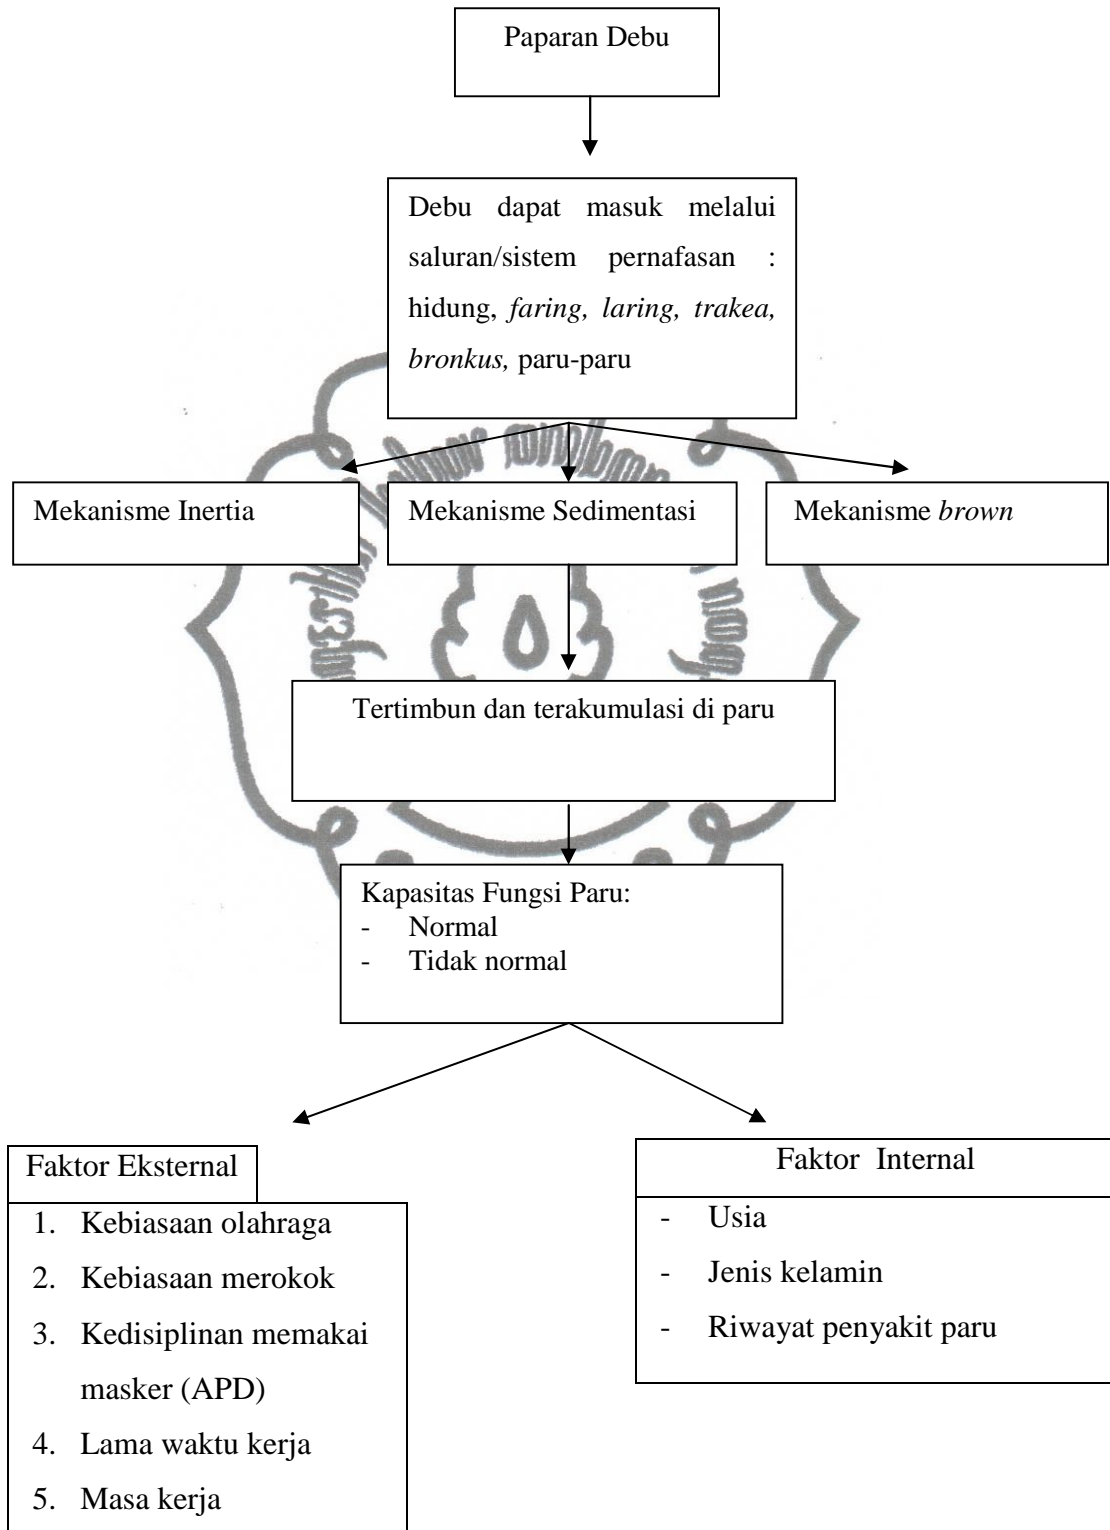 Paparan Debu
Debu dapat masuk melalui
saluran/sistem pernafasan :
hidung, faring, laring, trakea,
bronkus, paru-paru
Mekanisme Inertia
Mekanisme Sedimentasi
Mekanisme brown
Tertimbun dan terakumulasi di paru
Kapasitas Fungsi Paru:
- Normal
- Tidak normal
Faktor Eksternal
1. Kebiasaan olahraga
2. Kebiasaan merokok
3. Kedisiplinan memakai
masker (APD)
4. Lama waktu kerja
5. Masa kerja
Faktor Internal
- Usia
- Jenis kelamin
- Riwayat penyakit paru